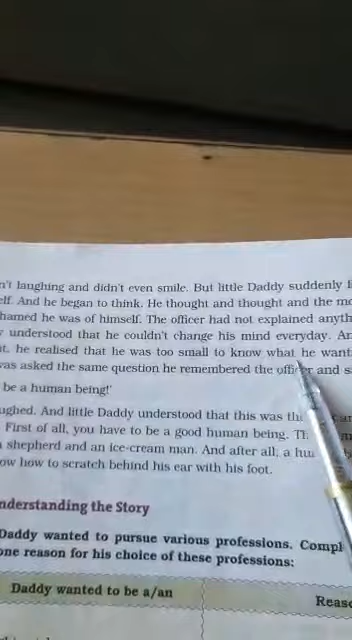 n't laughing and didn't even smile. But little Daddy suddenly
elf. And he began to think. He thought and thought and the
hamed he was of himself. The officer had not explained
understood that he couldn't change his mind everyday.
he realised that he was too small to know what he
was asked the same question he remembered the officer and
be a human being!'
ughed. And little Daddy understood that this was
First of all, you have to be a good human being.
shepherd and an ice-cream man. And after all, a
ow how to scratch behind his ear with his foot.
nderstanding the Story
Daddy wanted to pursue various professions.
one reason for his choice of these professions:
Daddy wanted to be a/an
Reas